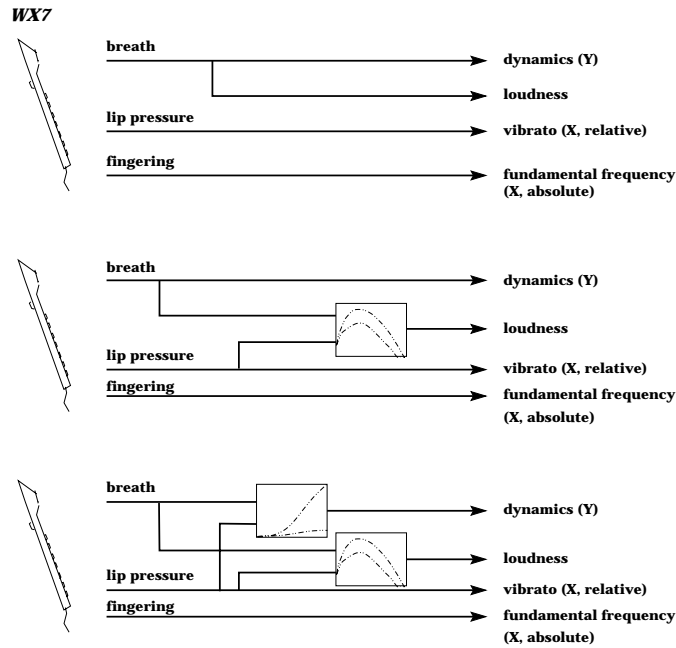 WX7
breath
dynamics (Y)
loudness
lip pressure
vibrato (X, relative)
fingering
fundamental frequency
(X, absolute)
breath
dynamics (Y)
loudness
lip pressure
vibrato (X, relative)
fingering
fundamental frequency
(X, absolute)
breath
dynamics (Y)
loudness
lip pressure
vibrato (X, relative)
fingering
fundamental frequency
(X, absolute)